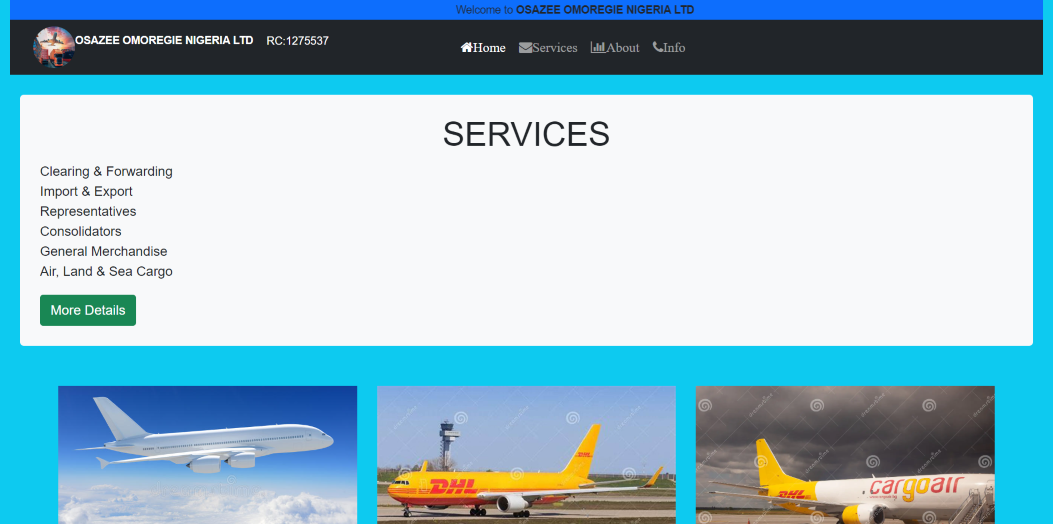 Welcome to OSAZEE OMOREGIE NIGERIA LTD
OSAZEE OMOREGIE NIGERIA LTD RC:1275537
Home Services About Info
SERVICES
Clearing & Forwarding
Import & Export
Representatives
Consolidators
General Merchandise
Air, Land & Sea Cargo
More Details
DHL
DHL
DHL
.cargoair